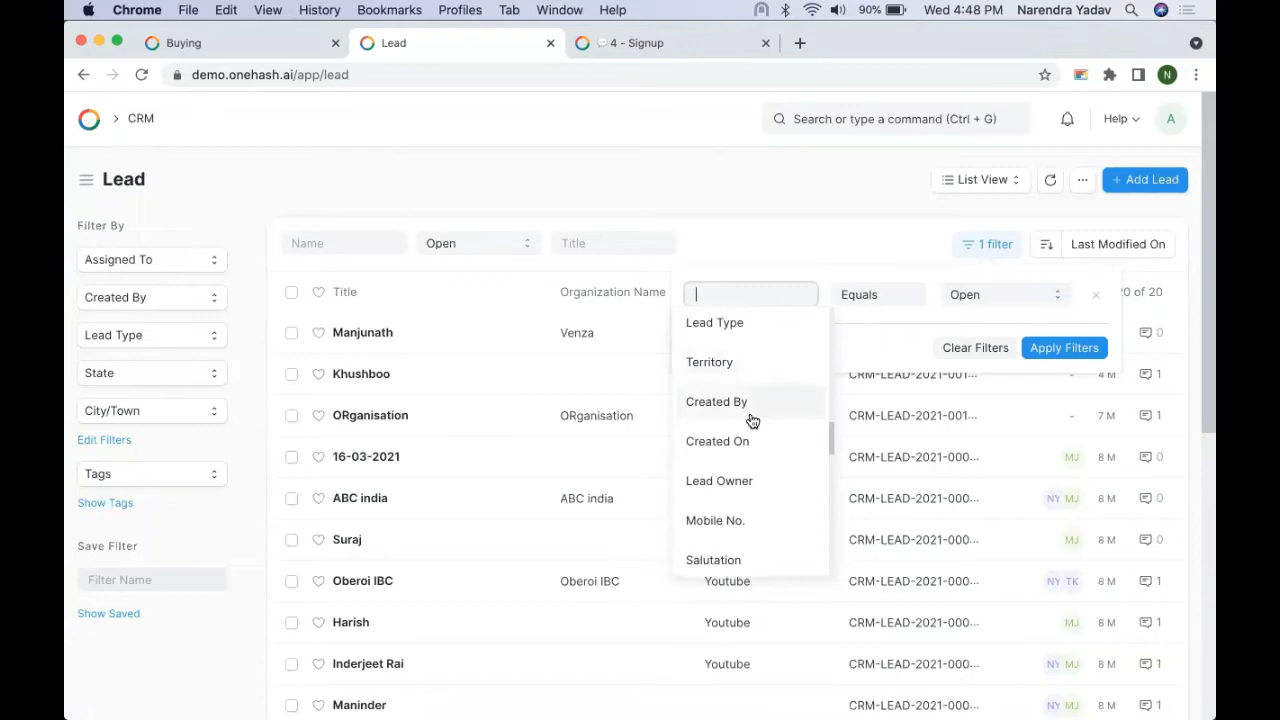 Chrome File Edit View History Bookmarks Profiles Tab Window Help 90% Wed 4:48 PM Narendra Yadav
Buying Lead 4 - Signup
demo.onehash.ai/app/lead N
CRM Search or type a command (Ctrl + G) Help A
Lead List View + Add Lead
Filter By
Assigned To
Created By
Lead Type
State
City/Town
Edit Filters
Tags
Show Tags
Save Filter
Filter Name
Show Saved
Name Open Title 1 filter Last Modified On
Title Organization Name Equals Open 0 of 20
Lead Type
Territory
Created By
Created On
Lead Owner
Mobile No.
Salutation
Clear Filters Apply Filters
Manjunath Venza 0
Khushboo CRM-LEAD-2021-001... - 4 M 1
ORganisation ORganisation CRM-LEAD-2021-001... - 7 M 1
16-03-2021 CRM-LEAD-2021-000... MJ 8 M 0
ABC india ABC india CRM-LEAD-2021-000... NY MJ 8 M 0
Suraj CRM-LEAD-2021-000... MJ 8 M 0
Oberoi IBC Oberoi IBC Youtube CRM-LEAD-2021-000... NY TK 8 M 1
Harish Youtube CRM-LEAD-2021-000... MJ 8 M 1
Inderjeet Rai Youtube CRM-LEAD-2021-000... NY MJ 8 M 1
Maninder CRM-LEAD-2021-000... NY MJ 8 M 1